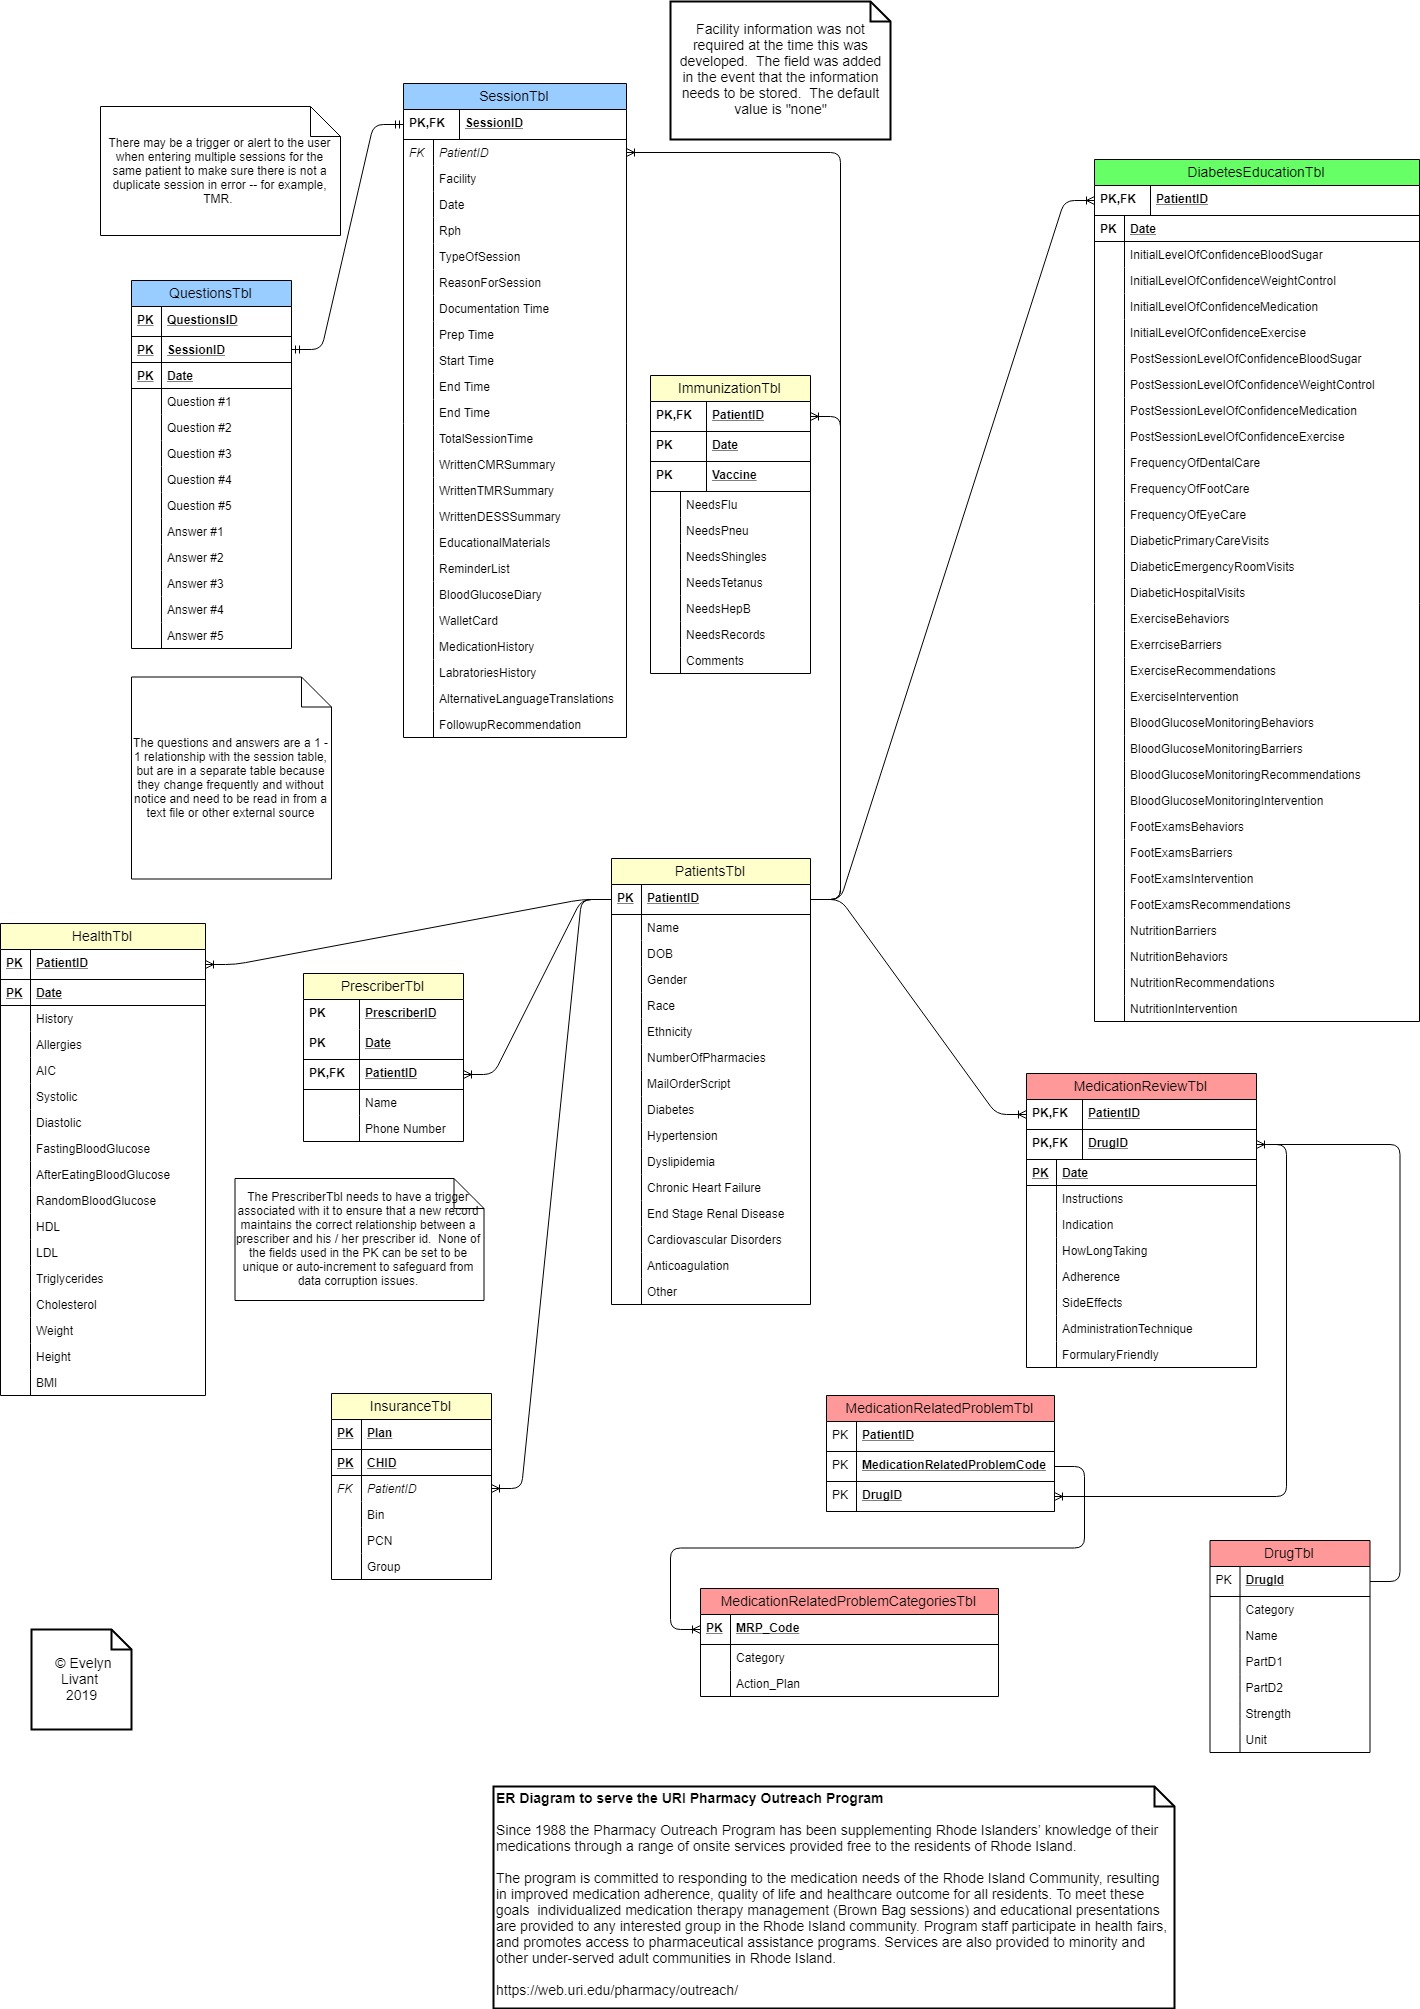 Facility information was not
required at the time this was
developed.  The field was added
in the event that the information
needs to be stored.  The default
value is "none"
There may be a trigger or alert to the user
when entering multiple sessions for the
same patient to make sure there is not a
duplicate session in error -- for example,
TMR.
SessionTbl
PK,FK SessionID
FK PatientID
Facility
Date
Rph
TypeOfSession
ReasonForSession
Documentation Time
Prep Time
Start Time
End Time
End Time
TotalSessionTime
WrittenCMRSummary
WrittenTMRSummary
WrittenDESSSummary
EducationalMaterials
ReminderList
BloodGlucoseDiary
WalletCard
MedicationHistory
LabratoriesHistory
AlternativeLanguageTranslations
FollowupRecommendation
QuestionsTbl
PK QuestionsID
PK SessionID
PK Date
Question #1
Question #2
Question #3
Question #4
Question #5
Answer #1
Answer #2
Answer #3
Answer #4
Answer #5
The questions and answers are a 1 -
1 relationship with the session table,
but are in a separate table because
they change frequently and without
notice and need to be read in from a
text file or other external source
ImmunizationTbl
PK,FK PatientID
PK Date
PK Vaccine
NeedsFlu
NeedsPneu
NeedsShingles
NeedsTetanus
NeedsHepB
NeedsRecords
Comments
DiabetesEducationTbl
PK,FK PatientID
PK Date
InitialLevelOfConfidenceBloodSugar
InitialLevelOfConfidenceWeightControl
InitialLevelOfConfidenceMedication
InitialLevelOfConfidenceExercise
PostSessionLevelOfConfidenceBloodSugar
PostSessionLevelOfConfidenceWeightControl
PostSessionLevelOfConfidenceMedication
PostSessionLevelOfConfidenceExercise
FrequencyOfDentalCare
FrequencyOfFootCare
FrequencyOfEyeCare
DiabeticPrimaryCareVisits
DiabeticEmergencyRoomVisits
DiabeticHospitalVisits
ExerciseBehaviors
ExerrciseBarriers
ExerciseRecommendations
ExerciseIntervention
BloodGlucoseMonitoringBehaviors
BloodGlucoseMonitoringBarriers
BloodGlucoseMonitoringRecommendations
BloodGlucoseMonitoringIntervention
FootExamsBehaviors
FootExamsBarriers
FootExamsIntervention
FootExamsRecommendations
NutritionBarriers
NutritionBehaviors
NutritionRecommendations
NutritionIntervention
PatientsTbl
PK PatientID
Name
DOB
Gender
Race
Ethnicity
NumberOfPharmacies
MailOrderScript
Diabetes
Hypertension
Dyslipidemia
Chronic Heart Failure
End Stage Renal Disease
Cardiovascular Disorders
Anticoagulation
Other
HealthTbl
PK PatientID
PK Date
History
Allergies
AIC
Systolic
Diastolic
FastingBloodGlucose
AfterEatingBloodGlucose
RandomBloodGlucose
HDL
LDL
Triglycerides
Cholesterol
Weight
Height
BMI
PrescriberTbl
PK PrescriberID
PK Date
PK,FK PatientID
Name
Phone Number
The PrescriberTbl needs to have a trigger
associated with it to ensure that a new record
maintains the correct relationship between a
prescriber and his / her prescriber id.  None of
the fields used in the PK can be set to be
unique or auto-increment to safeguard from
data corruption issues.
InsuranceTbl
PK Plan
PK CHID
FK PatientID
Bin
PCN
Group
MedicationReviewTbl
PK,FK PatientID
PK,FK DrugID
PK Date
Instructions
Indication
HowLongTaking
Adherence
SideEffects
AdministrationTechnique
FormularyFriendly
MedicationRelatedProblemTbl
PK PatientID
PK MedicationRelatedProblemCode
PK DrugID
MedicationRelatedProblemCategoriesTbl
PK MRP_Code
Category
Action_Plan
DrugTbl
PK DrugId
Category
Name
PartD1
PartD2
Strength
Unit
© Evelyn
Livant
2019
ER Diagram to serve the URI Pharmacy Outreach Program
Since 1988 the Pharmacy Outreach Program has been supplementing Rhode Islanders’ knowledge of their
medications through a range of onsite services provided free to the residents of Rhode Island.
The program is committed to responding to the medication needs of the Rhode Island Community, resulting
in improved medication adherence, quality of life and healthcare outcome for all residents. To meet these
goals  individualized medication therapy management (Brown Bag sessions) and educational presentations
are provided to any interested group in the Rhode Island community. Program staff participate in health fairs,
and promotes access to pharmaceutical assistance programs. Services are also provided to minority and
other under-served adult communities in Rhode Island.
https://web.uri.edu/pharmacy/outreach/